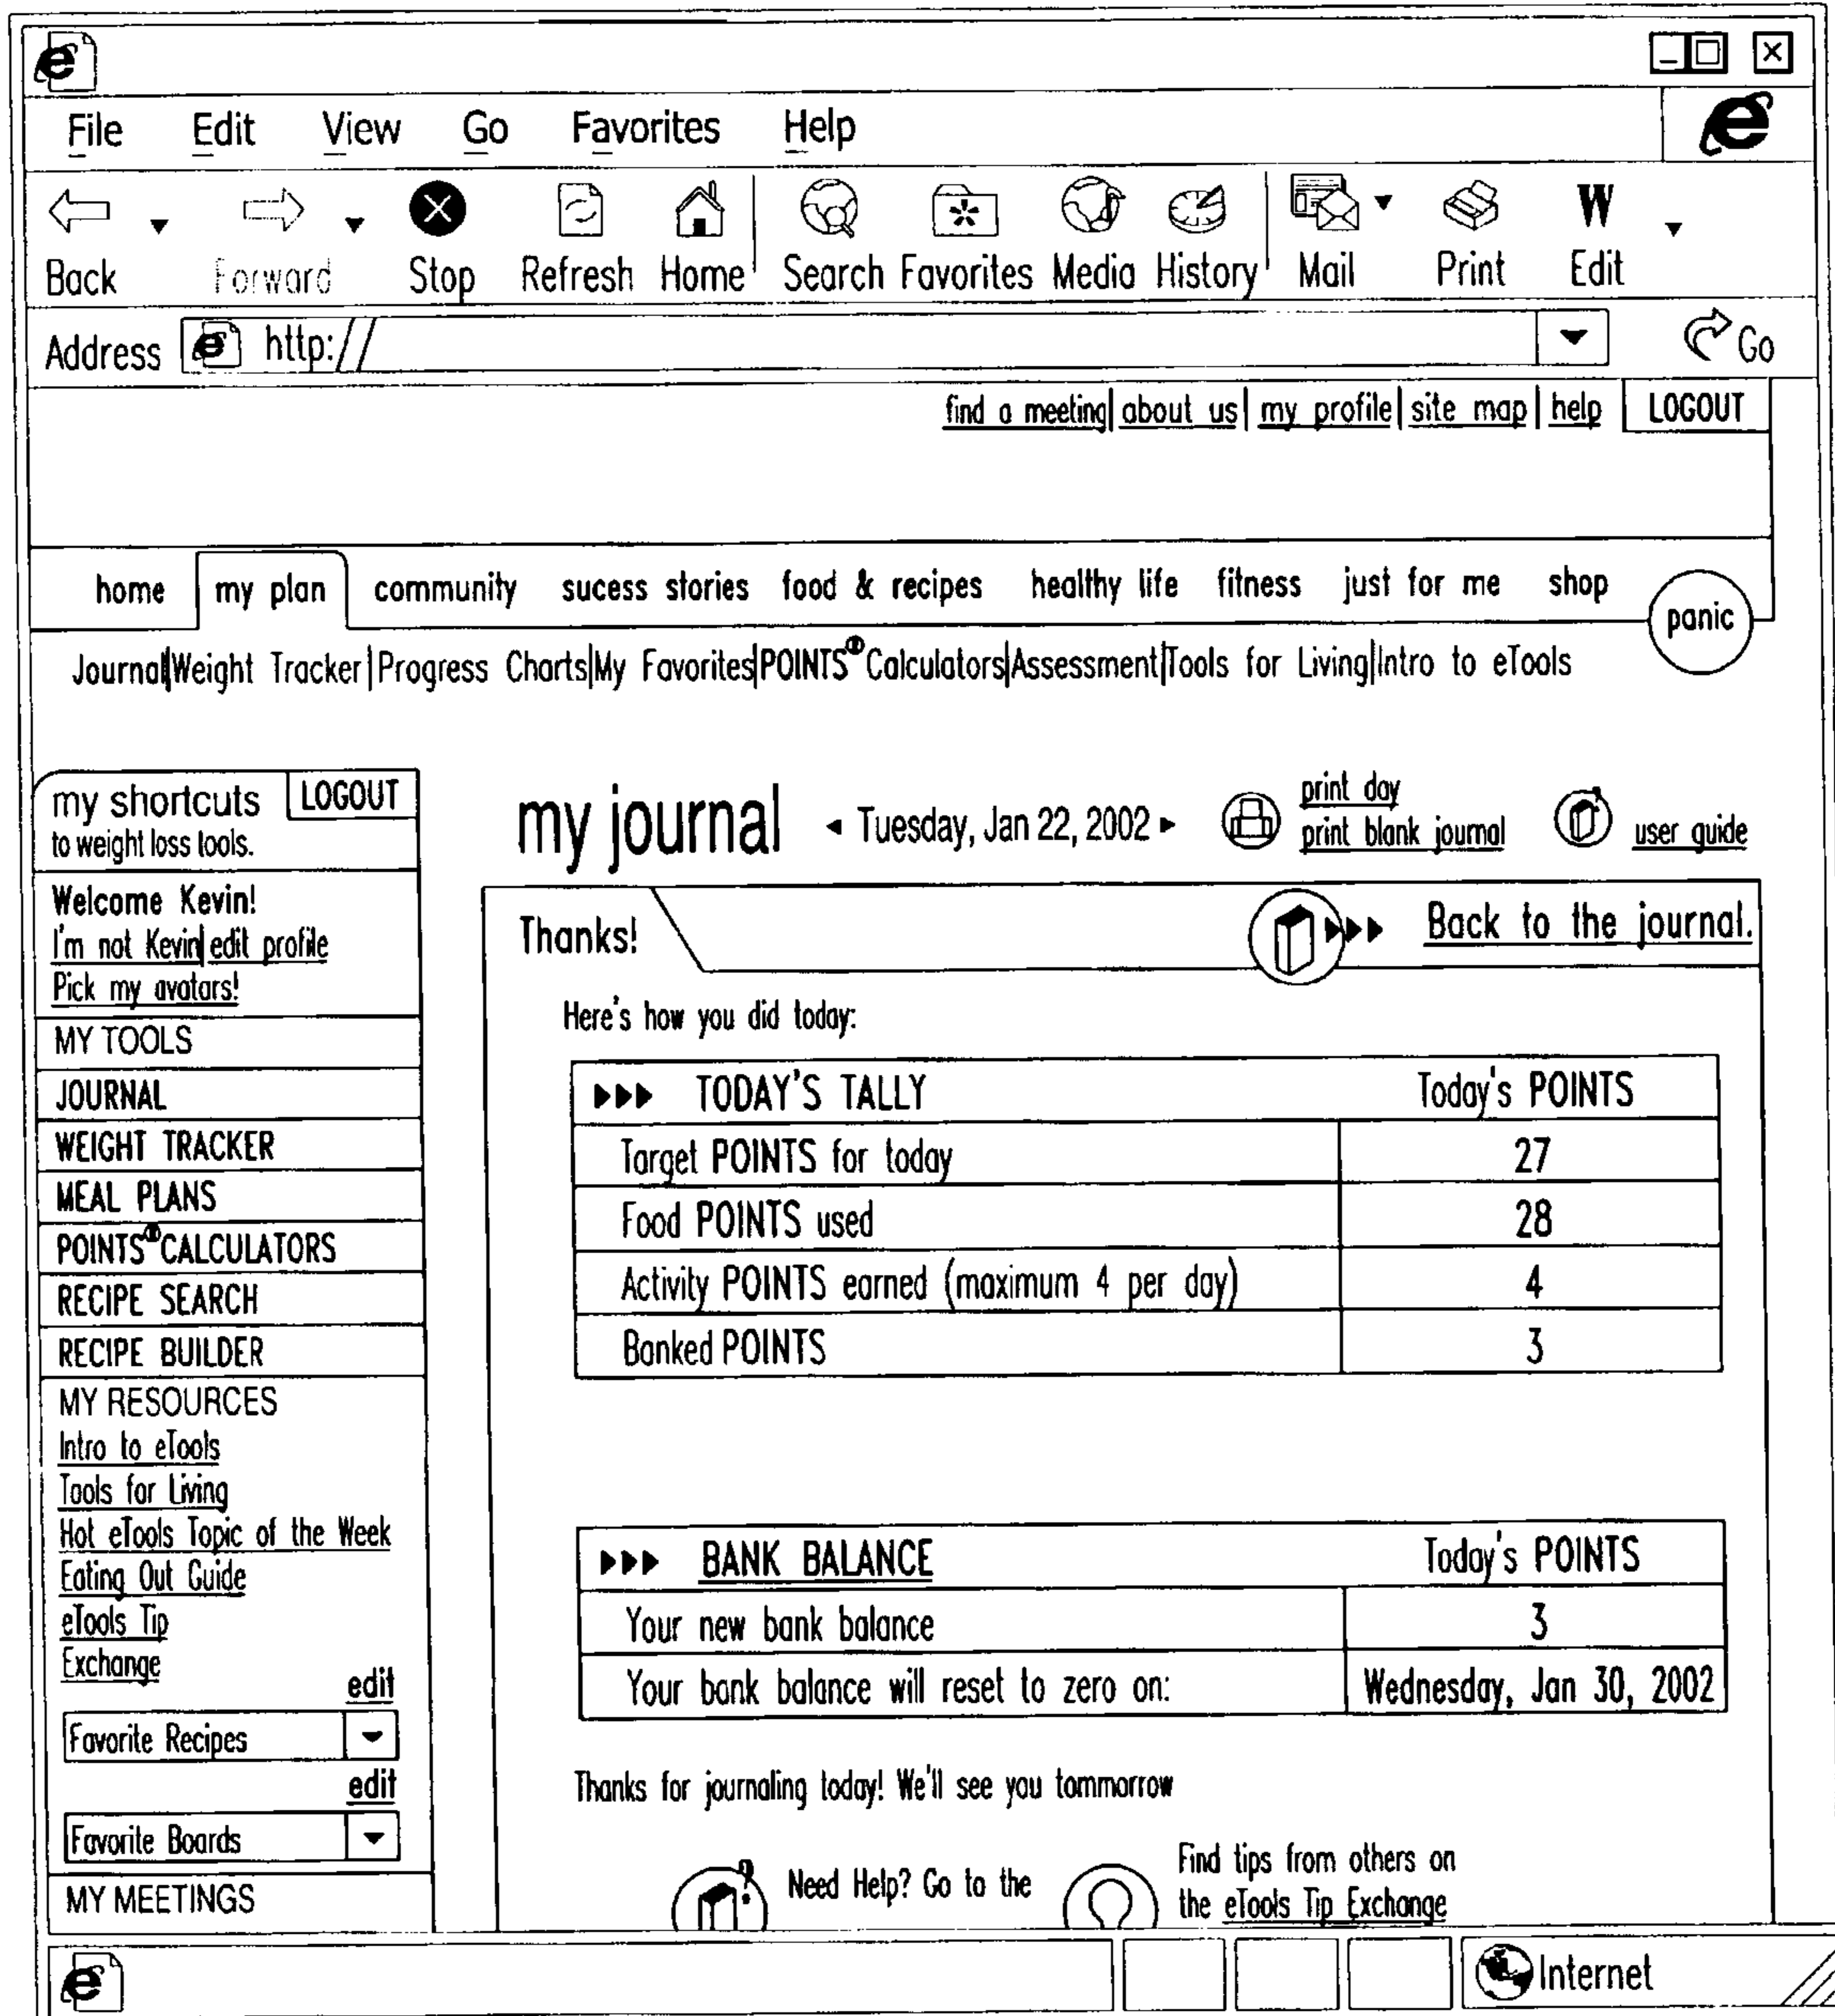 File Edit View Go Favorites Help
Back Forward Stop Refresh Home Search Favorites Media History Mail Print Edit
Address http:// Go
find a meeting| about us| my profile| site map | help LOGOUT
home my plan community sucess stories food & recipes healthy life fitness just for me shop panic
Journal|Weight Tracker|Progress Charts|My Favorites|POINTS® Calculators|Assessment|Tools for Living|Intro to eTools
my shortcuts LOGOUT
to weight loss tools.
Welcome Kevin!
I'm not Kevin| edit profile
Pick my avatars!
MY TOOLS
JOURNAL
WEIGHT TRACKER
MEAL PLANS
POINTS® CALCULATORS
RECIPE SEARCH
RECIPE BUILDER
MY RESOURCES
Intro to eTools
Tools for Living
Hot eTools Topic of the Week
Eating Out Guide
eTools Tip
Exchange
edit
Favorite Recipes
edit
Favorite Boards
MY MEETINGS
my journal Tuesday, Jan 22, 2002
print day
print blank journal
user guide
Thanks! Back to the journal.
Here's how you did today:
TODAY'S TALLY Today's POINTS
Target POINTS for today 27
Food POINTS used 28
Activity POINTS earned (maximum 4 per day) 4
Banked POINTS 3
BANK BALANCE Today's POINTS
Your new bank balance 3
Your bank balance will reset to zero on: Wednesday, Jan 30, 2002
Thanks for journaling today! We'll see you tommorrow
Need Help? Go to the
Find tips from others on
the eTools Tip Exchange
Internet